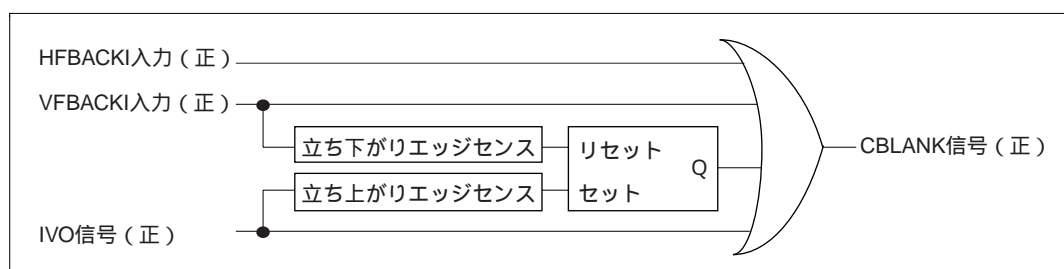 HFBACKI入力（正）
VFBACKI入力（正）
立ち下がりエッジセンス
リセット
Q
CBLANK信号（正）
立ち上がりエッジセンス
セット
IVO信号（正）